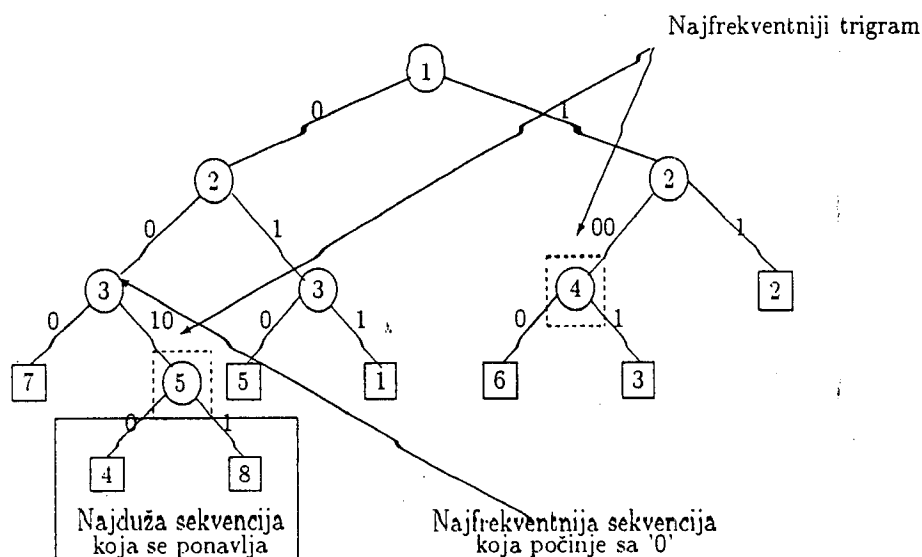 Najfrekventniji trigram
1
0 1
2 2
0 1 00 1
3 3 4 2
0 10 0 1 0 1
7 5 5 1 6 3
0 1
4 8
Najduža sekvencija
koja se ponavlja
Najfrekventnija sekvencija
koja počinje sa '0'